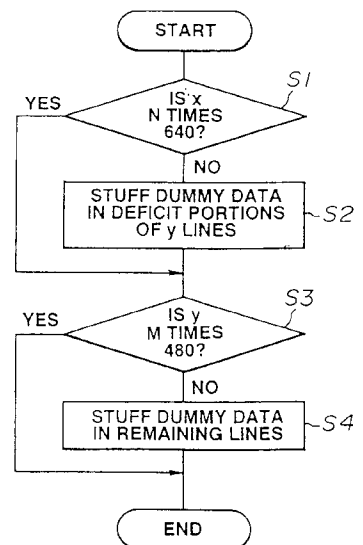 START
IS x
N TIMES
640?
S1
YES
NO
STUFF DUMMY DATA
IN DEFICIT PORTIONS
OF y LINES
S2
IS y
M TIMES
480?
S3
YES
NO
STUFF DUMMY DATA
IN REMAINING LINES
S4
END